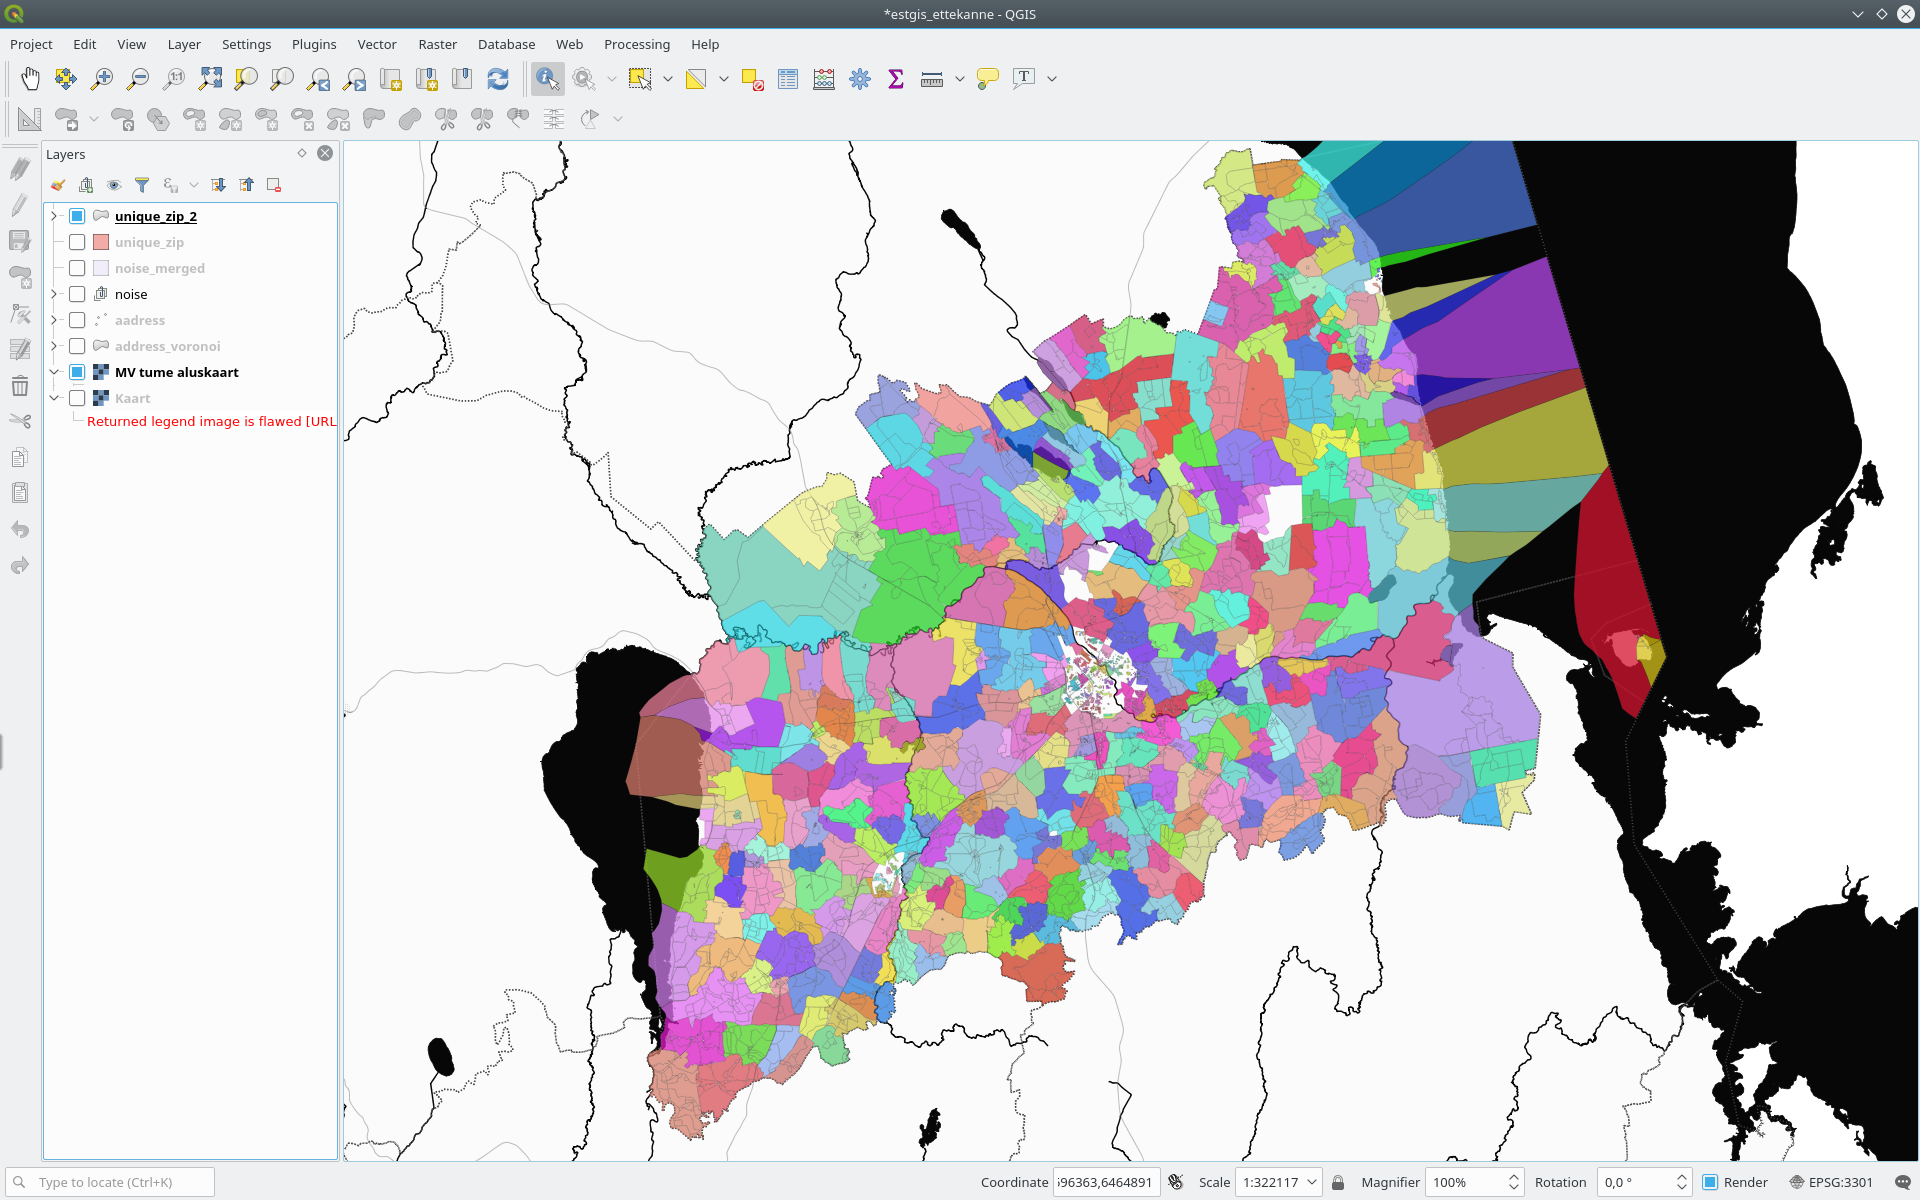 *estgis_ettekanne - QGIS
Project Edit View Layer Settings Plugins Vector Raster Database Web Processing Help
Layers
unique_zip_2
unique_zip
noise_merged
noise
aadress
address_voronoi
MV tume aluskaart
Kaart
Returned legend image is flawed [URL
Type to locate (Ctrl+K) Coordinate 96363,6464891 Scale 1:322117 Magnifier 100% Rotation 0,0 ° Render EPSG:3301